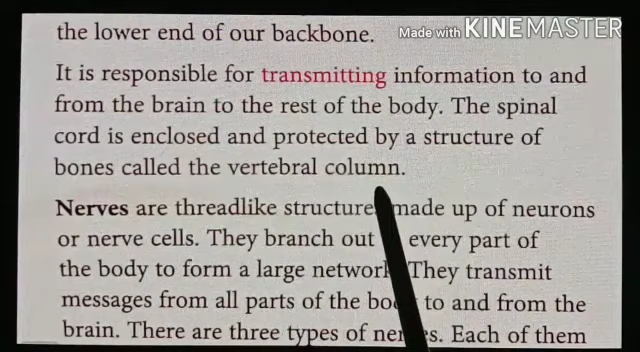 the lower end of our backbone.
Made with KINEMASTER
It is responsible for transmitting information to and
from the brain to the rest of the body. The spinal
cord is enclosed and protected by a structure of
bones called the vertebral column.
Nerves are threadlike structure made up of neurons
or nerve cells. They branch out every part of
the body to form a large network They transmit
messages from all parts of the to and from the
brain. There are three types of Each of them